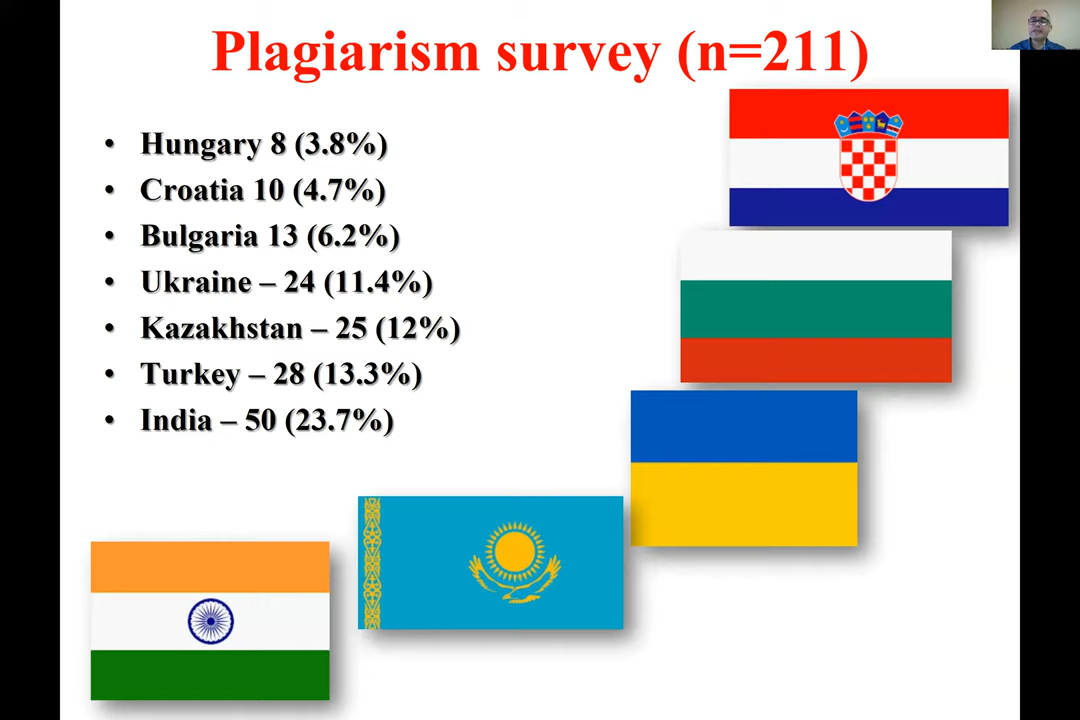 Plagiarism survey (n=211)
• Hungary 8 (3.8%)
• Croatia 10 (4.7%)
• Bulgaria 13 (6.2%)
• Ukraine – 24 (11.4%)
• Kazakhstan – 25 (12%)
• Turkey – 28 (13.3%)
• India – 50 (23.7%)